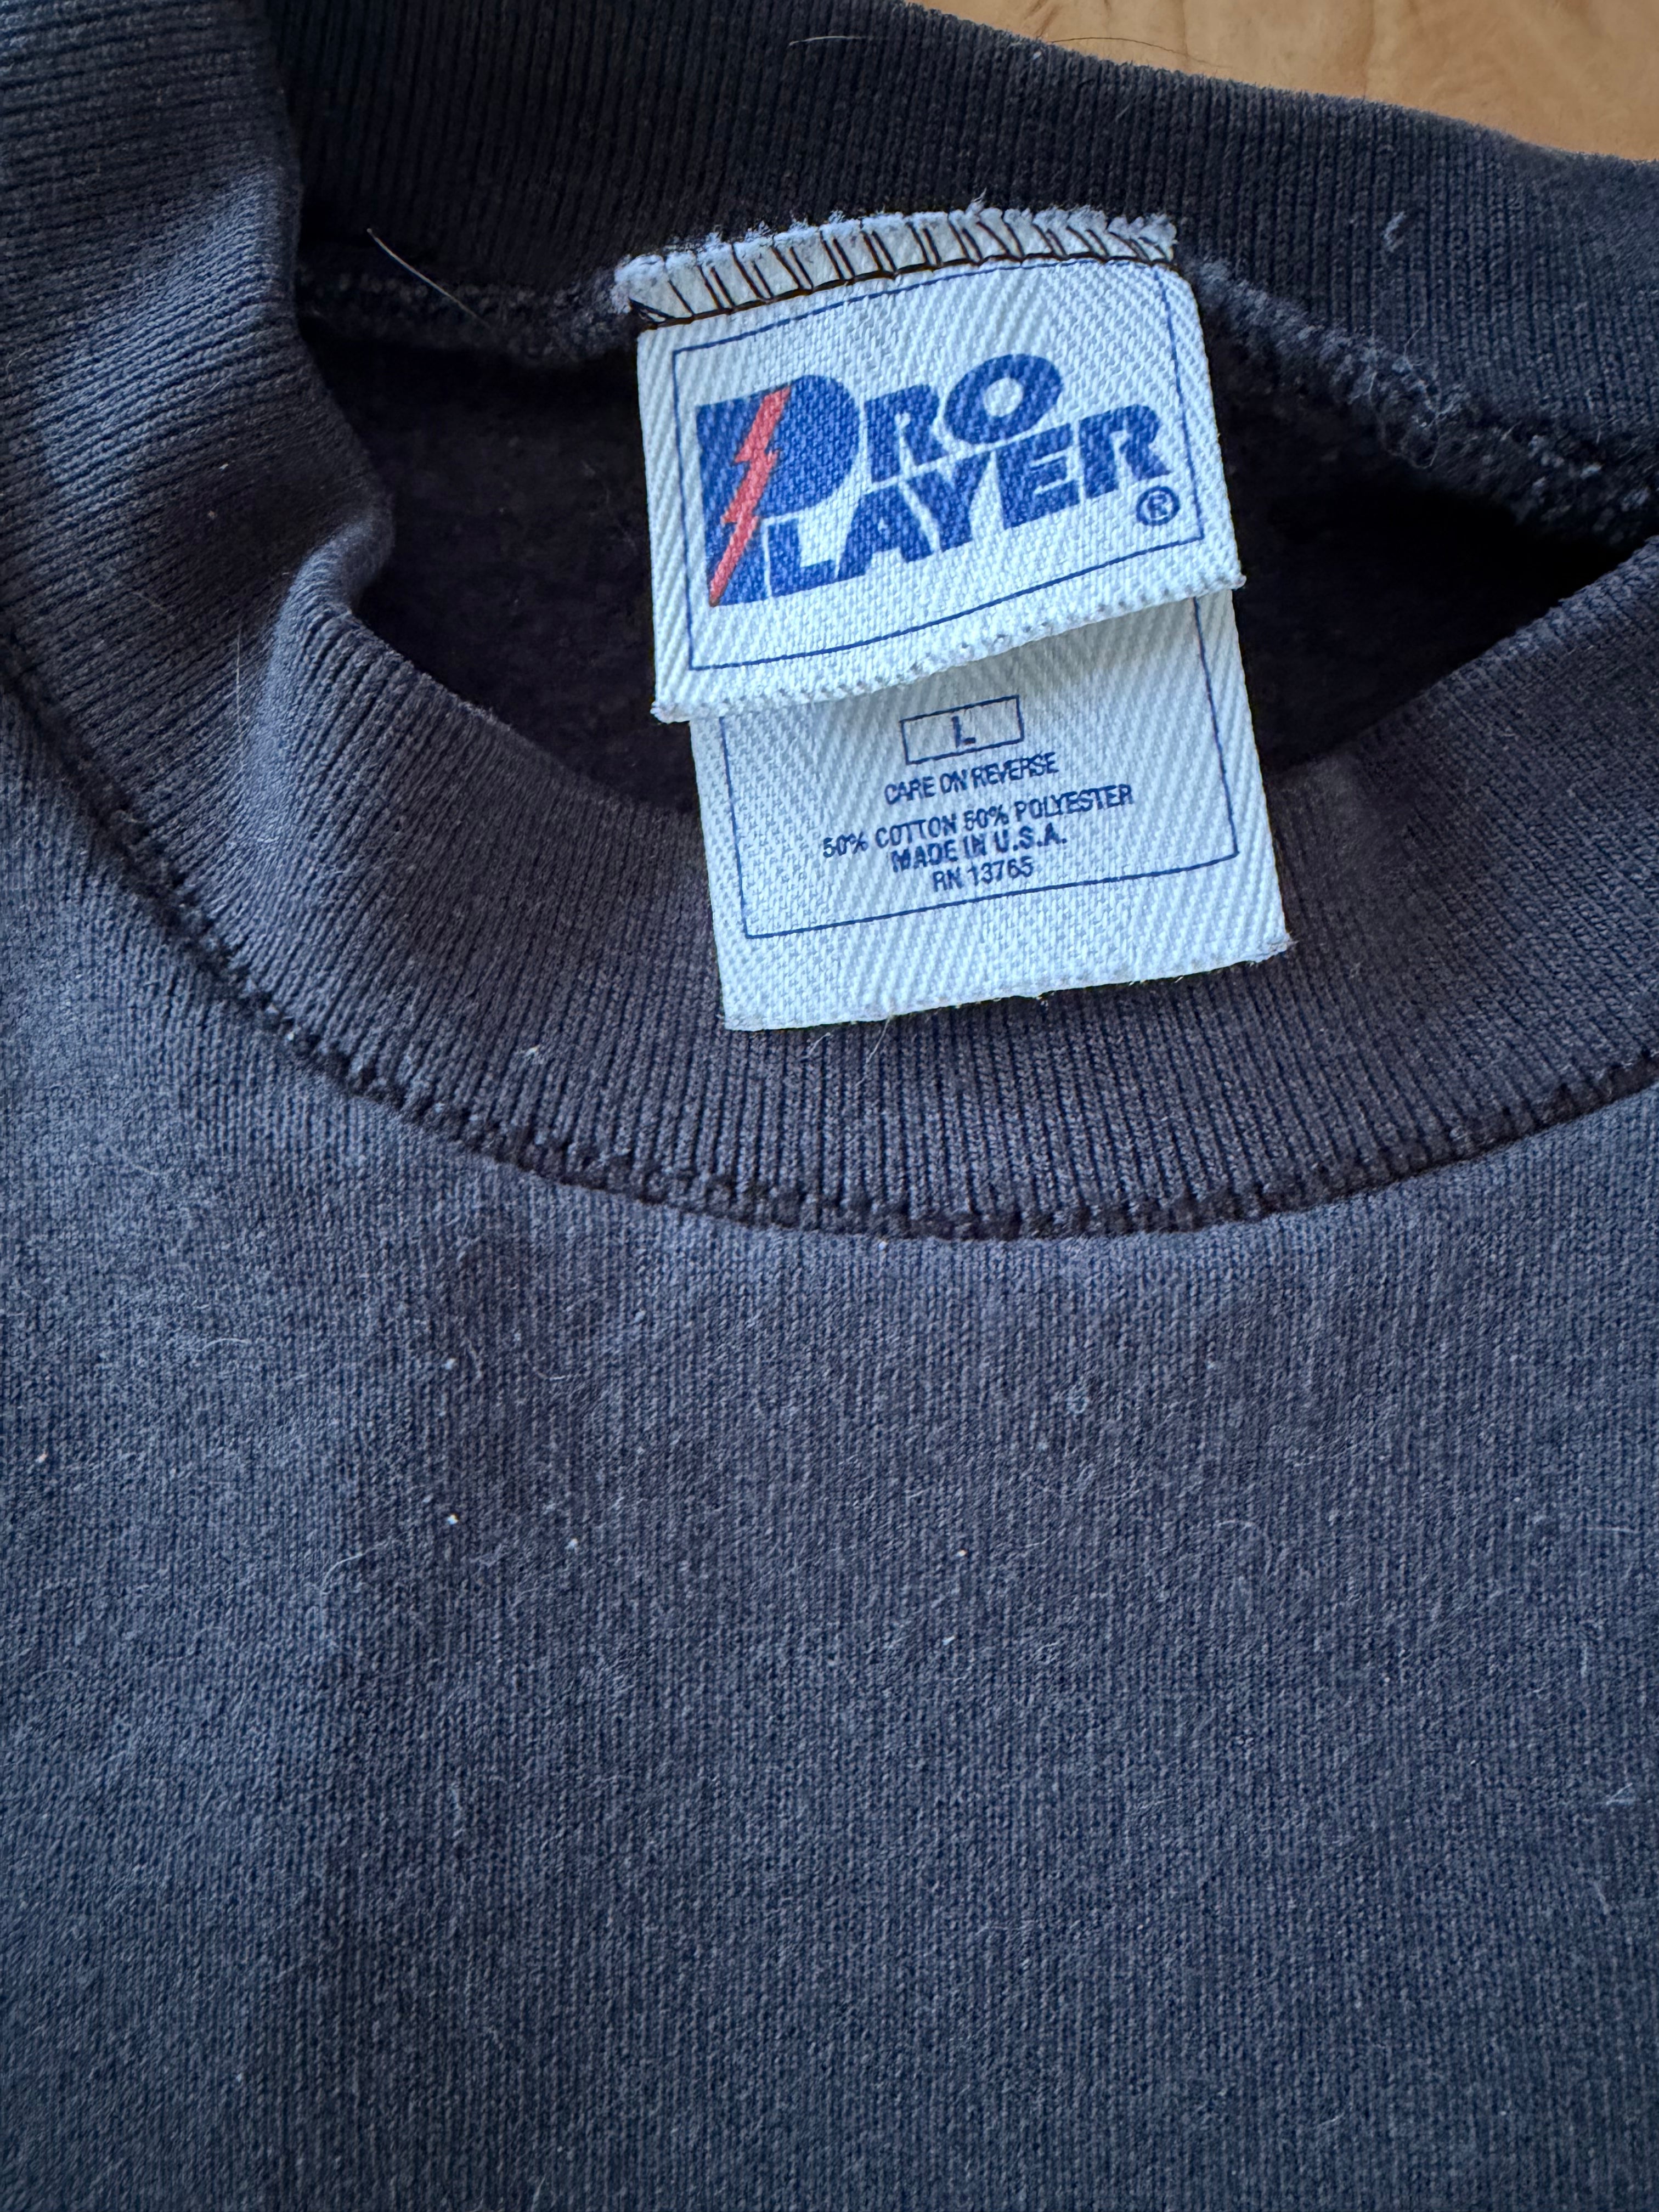 PRO
PLAYER®
L
CARE ON REVERSE
50% COTTON 50% POLYESTER
MADE IN U.S.A.
RN 13765